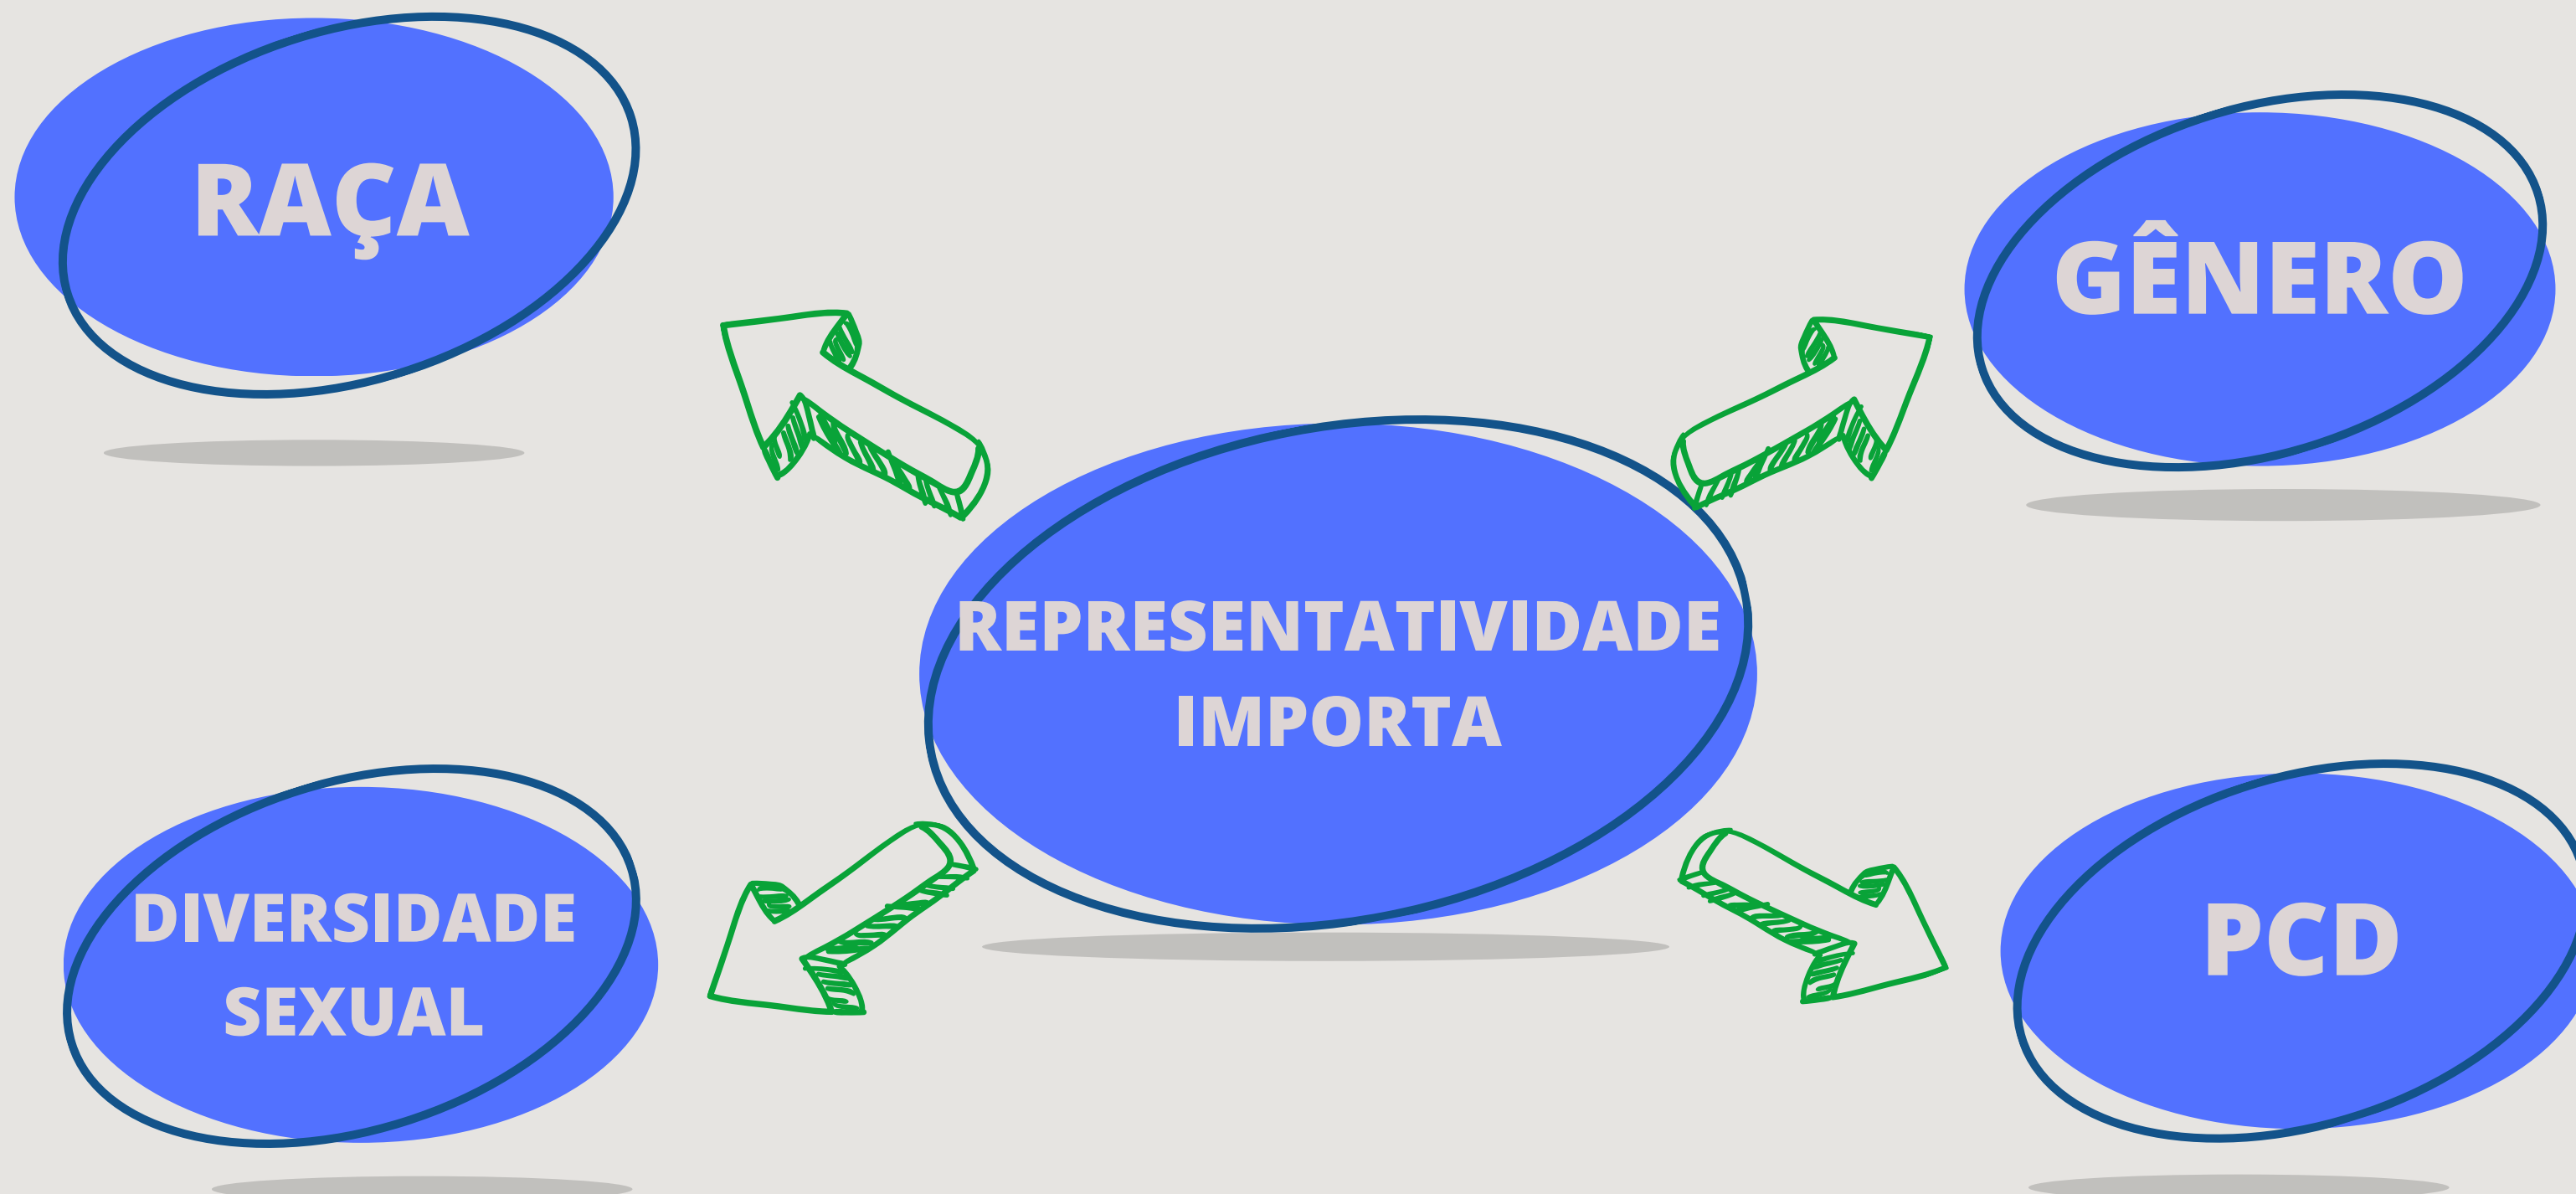 RAÇA
GÊNERO
REPRESENTATIVIDADE
IMPORTA
DIVERSIDADE
SEXUAL
PCD